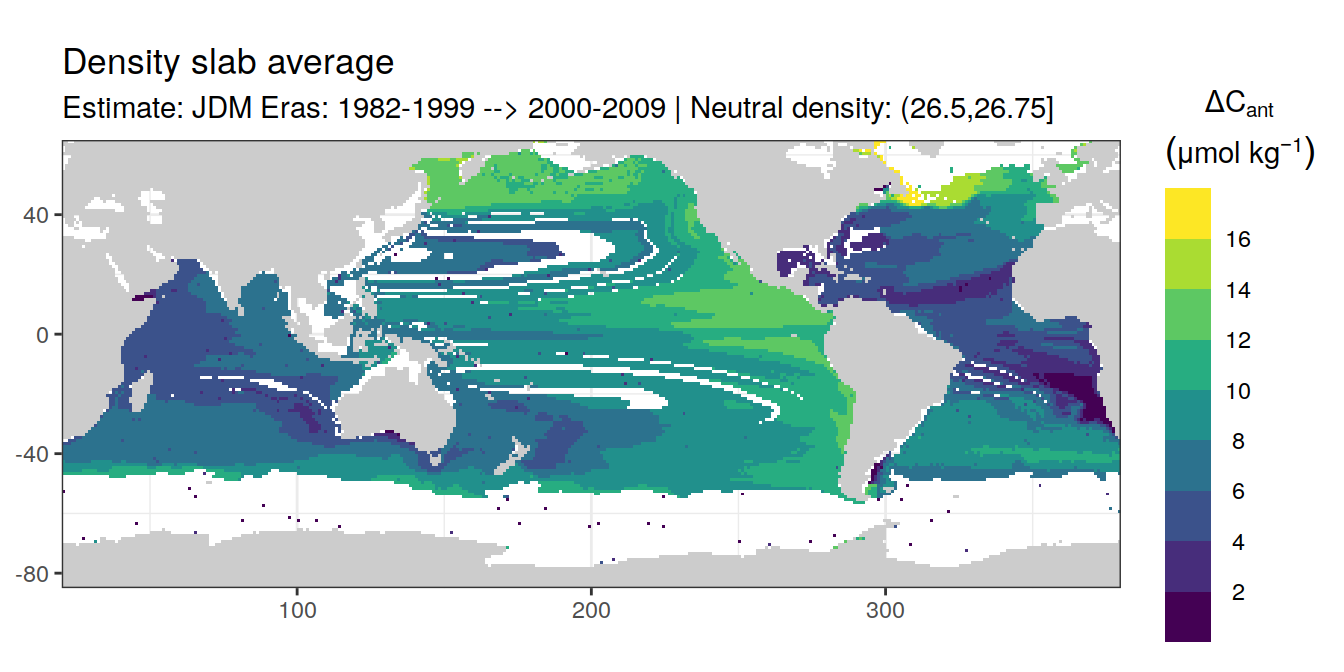 Density slab average
Estimate: JDM Eras: 1982-1999 --> 2000-2009 | Neutral density: (26.5,26.75]
ΔCant
(μmol kg⁻¹)
16
14
12
10
8
6
4
2
40
0
-40
-80
100 200 300